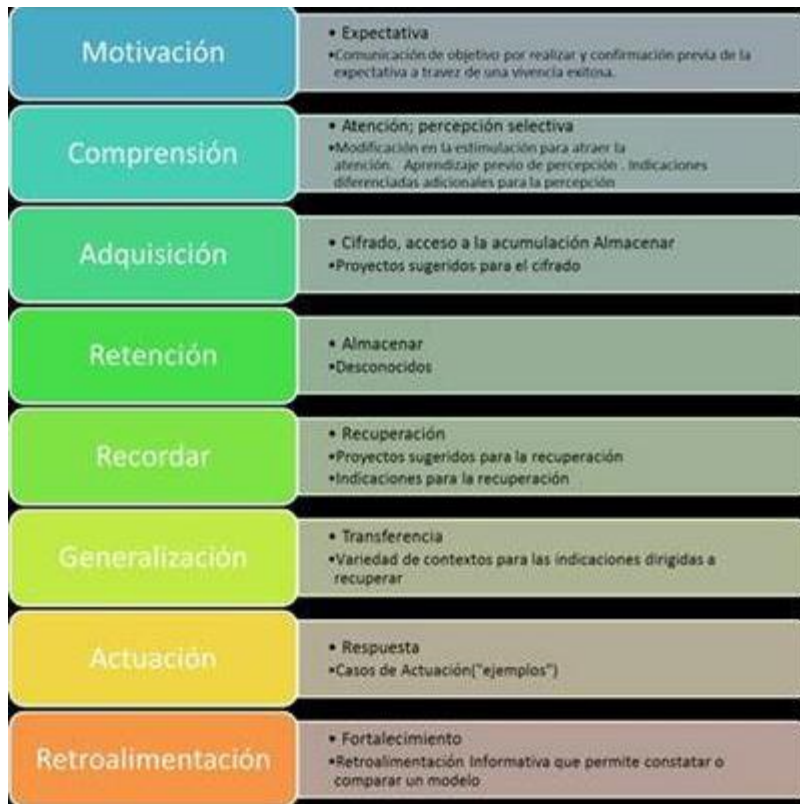 Motivación
• Expectativa
•Comunicación de objetivo por realizar y confirmación previa de la
expectativa a travez de una vivencia exitosa.
Comprensión
• Atención; percepción selectiva
•Modificación en la estimulación para atraer la
atención. Aprendizaje previo de percepción . Indicaciones
diferenciadas adicionales para la percepción
Adquisición
• Cifrado, acceso a la acumulación Almacenar
•Proyectos sugeridos para el cifrado
Retención
• Almacenar
•Desconocidos
Recordar
• Recuperación
•Proyectos sugeridos para la recuperación
•Indicaciones para la recuperación
Generalización
• Transferencia
•Variedad de contextos para las indicaciones dirigidas a
recuperar
Actuación
• Respuesta
•Casos de Actuación("ejemplos")
Retroalimentación
• Fortalecimiento
•Retroalimentación Informativa que permite constatar o
comparar un modelo